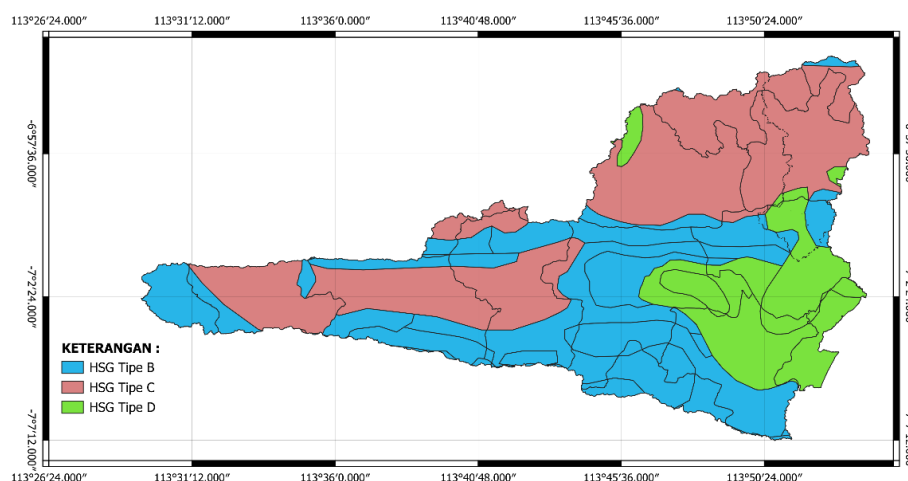 113°26′24.000″ 113°31′12.000″ 113°36′0.000″ 113°40′48.000″ 113°45′36.000″ 113°50′24.000″
-6°57′36.000″
-7°2′24.000″
-7°7′12.000″
KETERANGAN :
HSG Tipe B
HSG Tipe C
HSG Tipe D
113°26′24.000″ 113°31′12.000″ 113°36′0.000″ 113°40′48.000″ 113°45′36.000″ 113°50′24.000″